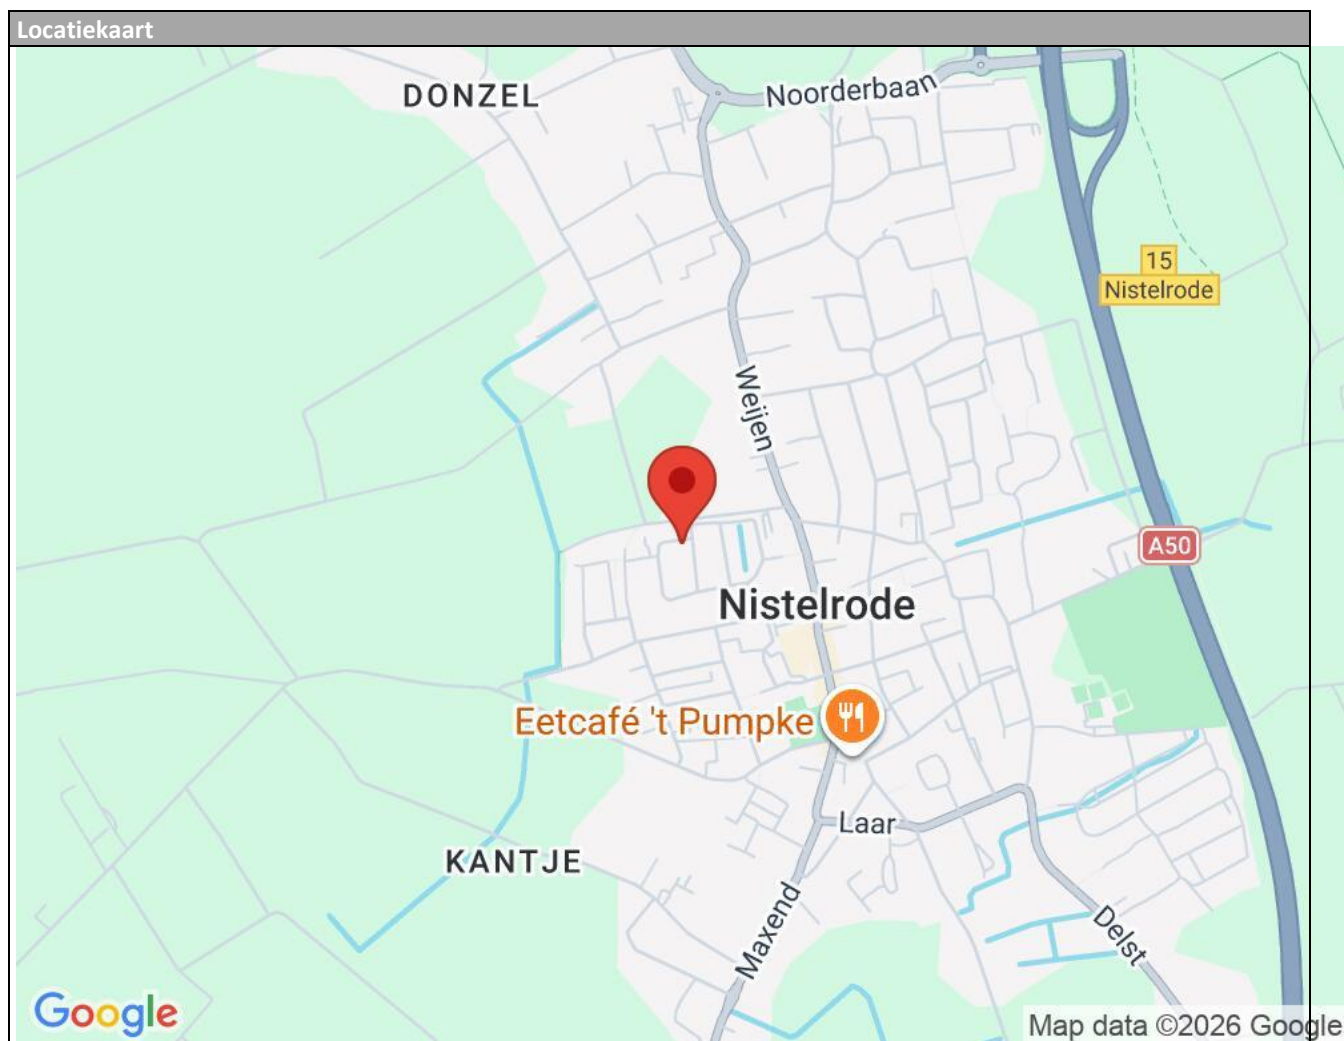 Locatiekaart
DONZEL
Noorderbaan
15
Nistelrode
Weijen
A50
Nistelrode
Eetcafé 't Pumpke
Laar
KANTJE
Maxend
Delst
Google
Map data ©2026 Google